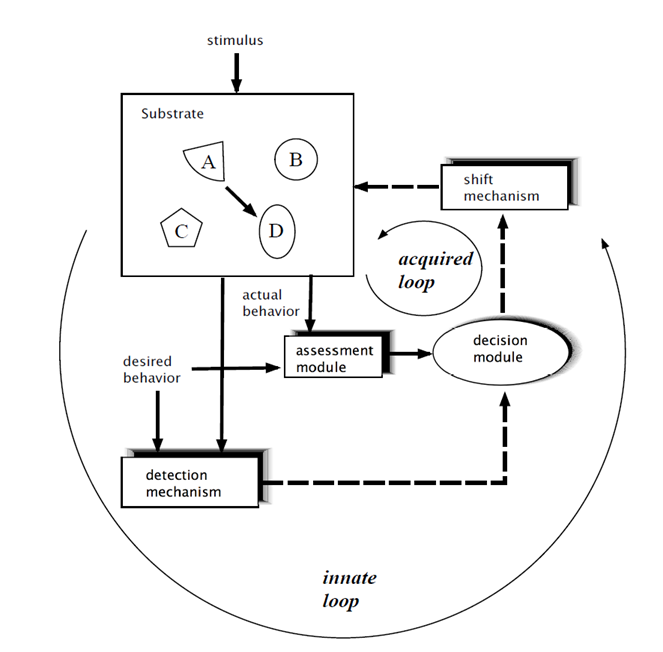 stimulus
Substrate
A
B
C
D
shift
mechanism
acquired
loop
actual
behavior
assessment
module
decision
module
desired
behavior
detection
mechanism
innate
loop